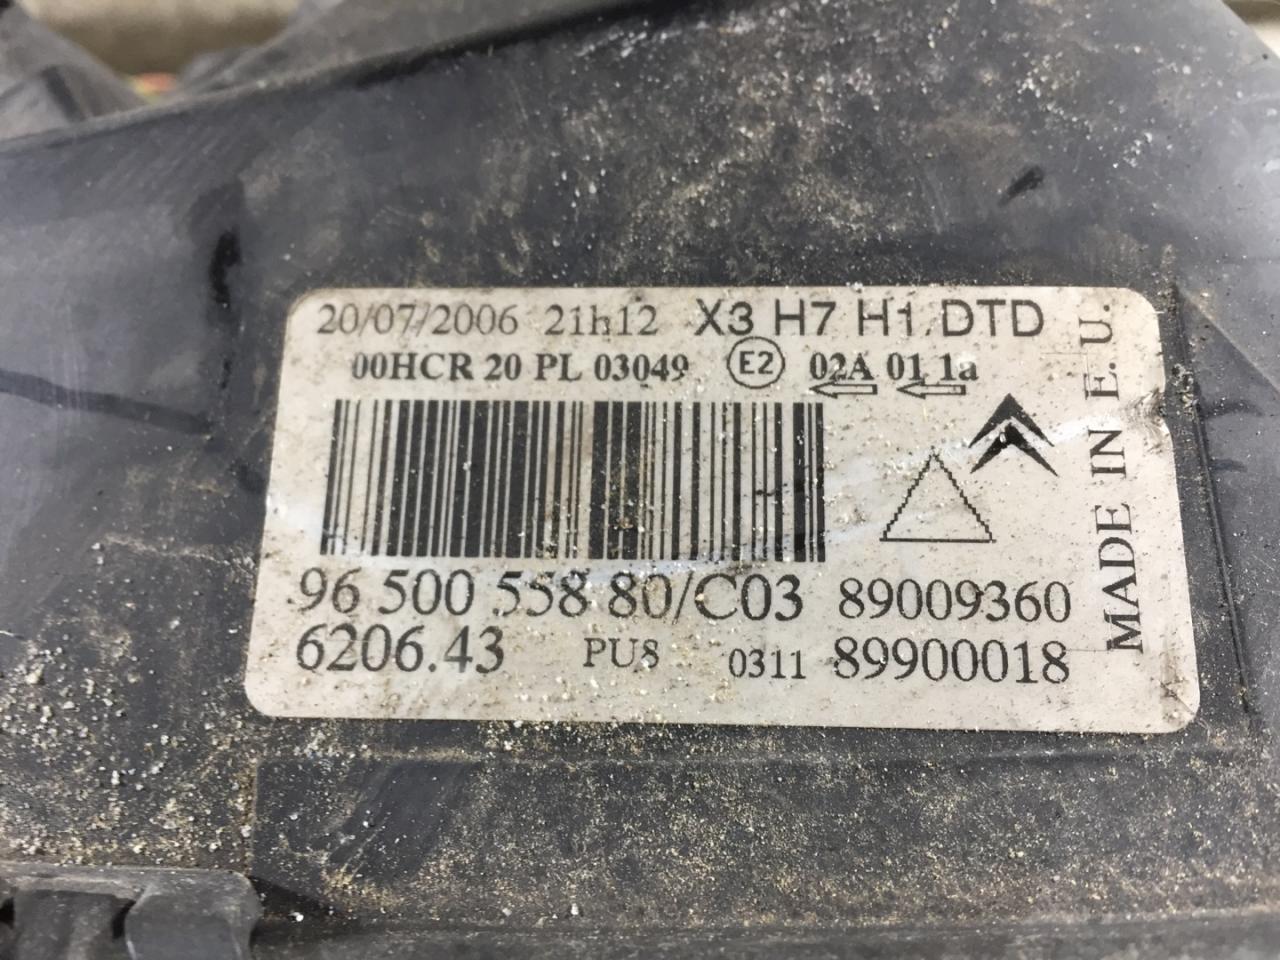 20/07/2006 21h12 X3 H7 H1 DTD
00HCR 20 PL 03049 E2 02A 01 1a
96 500 558 80/C03 89009360
6206.43 PU8 0311 89900018
MADE IN E. U.